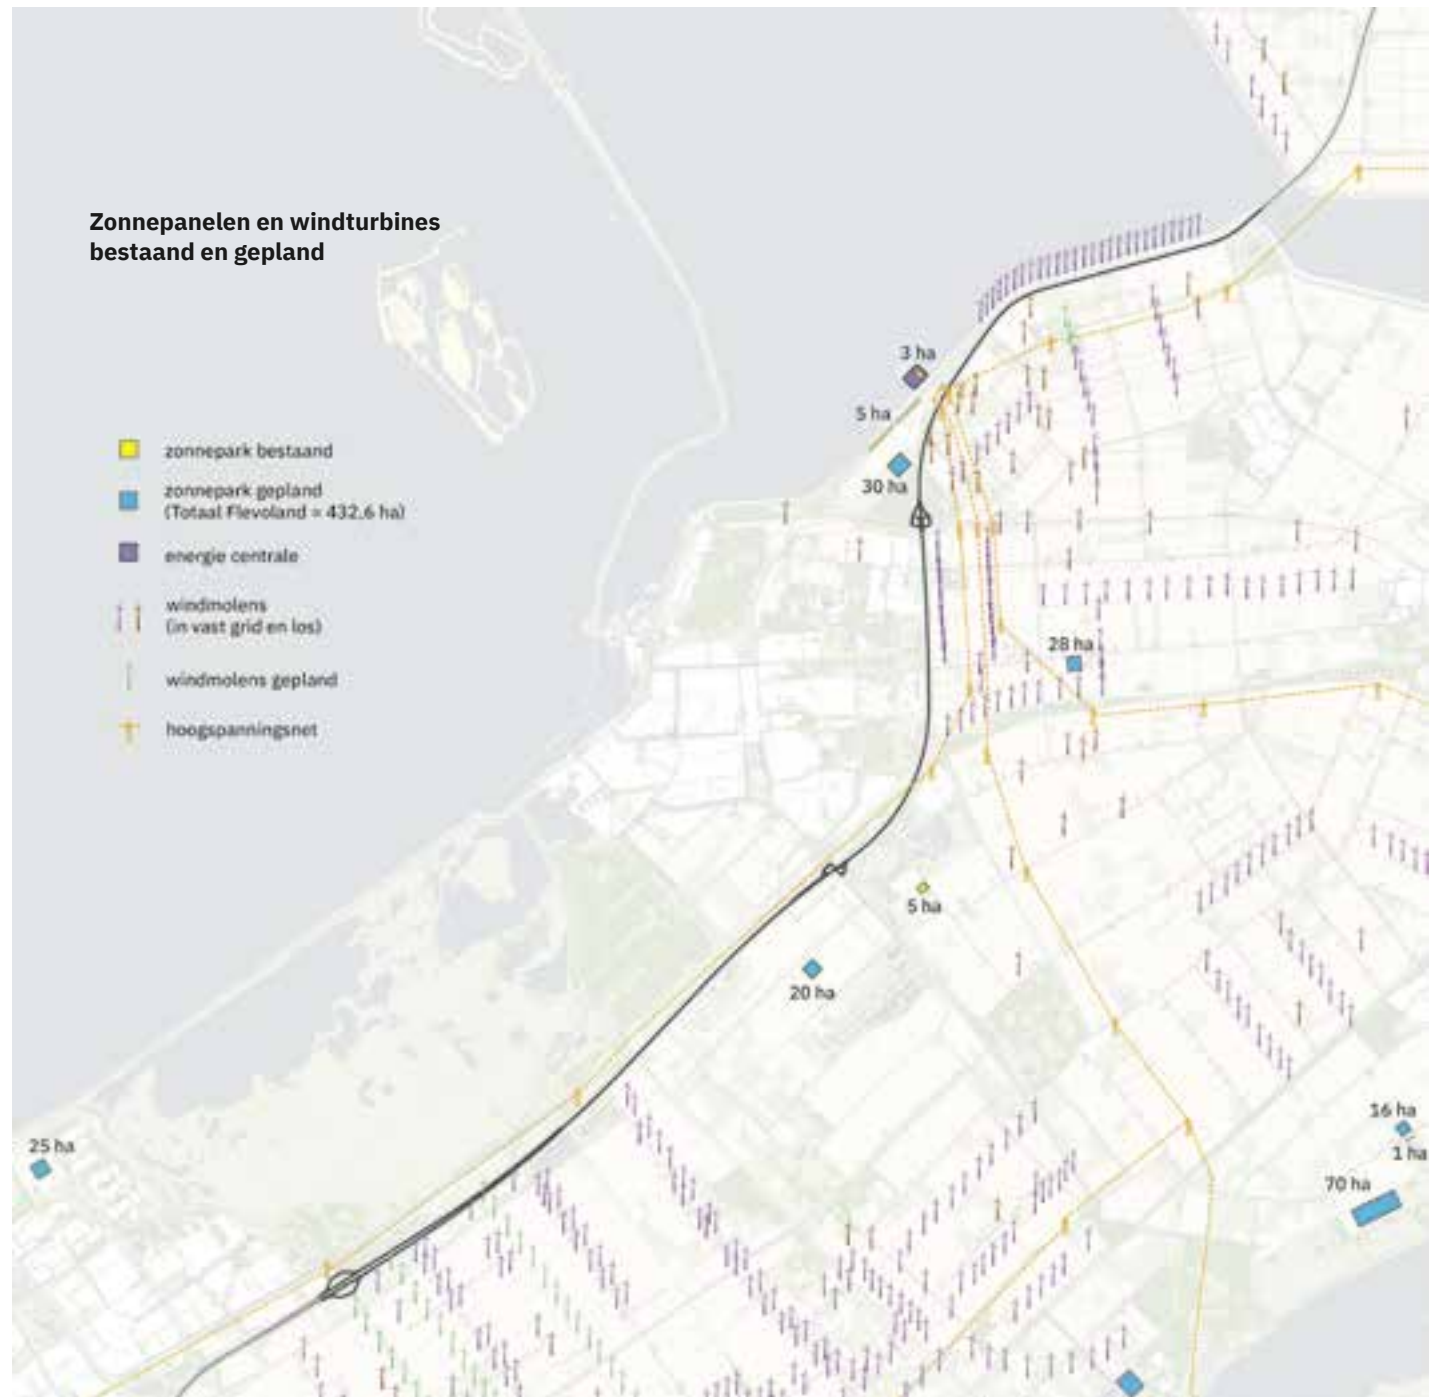 Zonnepanelen en windturbines
bestaand en gepland
zonnepark bestaand
zonnepark gepland
(Totaal Flevoland = 432,6 ha)
energie centrale
windmolens
(in vast grid en los)
windmolens gepland
hoogspanningsnet
3 ha
5 ha
30 ha
28 ha
5 ha
20 ha
16 ha
1 ha
25 ha
70 ha